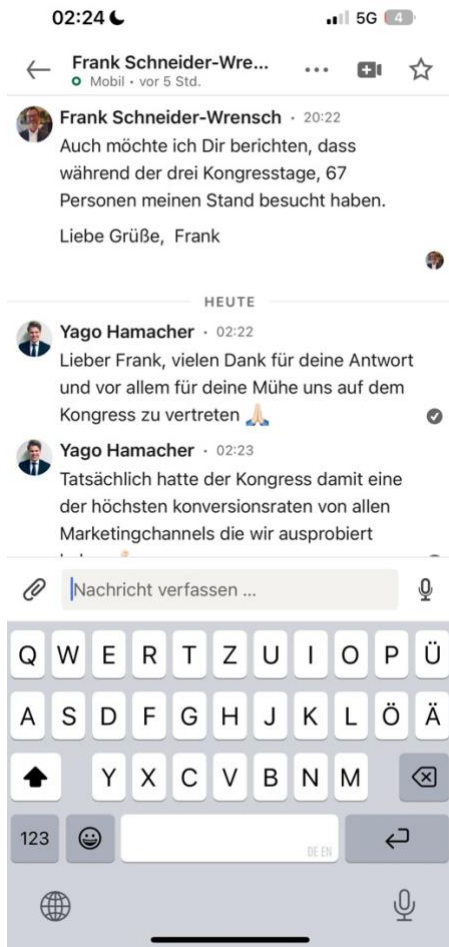 02:24
5G 4
Frank Schneider-Wre...
Mobil • vor 5 Std.
Frank Schneider-Wrensch • 20:22
Auch möchte ich Dir berichten, dass
während der drei Kongresstage, 67
Personen meinen Stand besucht haben.
Liebe Grüße, Frank
HEUTE
Yago Hamacher • 02:22
Lieber Frank, vielen Dank für deine Antwort
und vor allem für deine Mühe uns auf dem
Kongress zu vertreten 🙏🏻
Yago Hamacher • 02:23
Tatsächlich hatte der Kongress damit eine
der höchsten konversionsraten von allen
Marketingchannels die wir ausprobiert
Nachricht verfassen ...
Q W E R T Z U I O P Ü
A S D F G H J K L Ö Ä
Y X C V B N M
123
DE EN